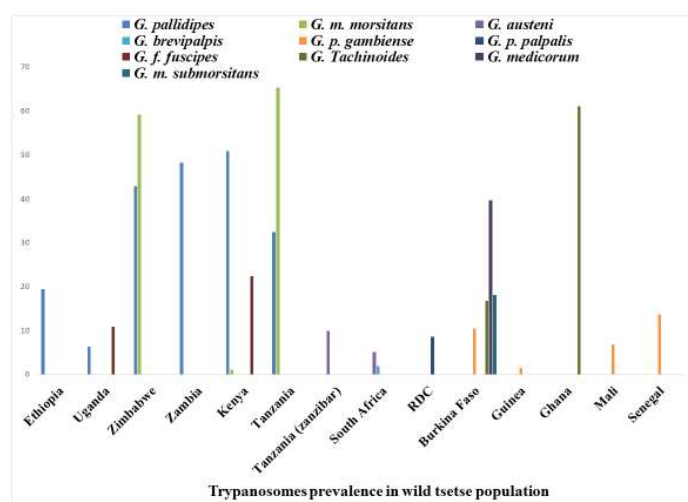 G. pallidipes G. m. morsitans G. austeni
G. brevipalpis G. p. gambiense G. p. palpalis
G. f. fuscipes G. Tachinoides G. medicorum
G. m. submorsitans
70
60
50
40
30
20
10
0
Ethiopia
Uganda
Zimbabwe
Zambia
Kenya
Tanzania
Tanzania (zanzibar)
South Africa
RDC
Burkina Faso
Guinea
Ghana
Mali
Senegal
Trypanosomes prevalence in wild tsetse population